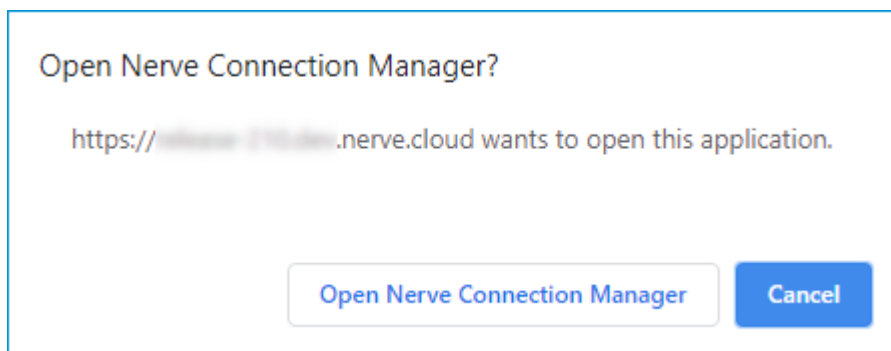 Open Nerve Connection Manager?
https:// .nerve.cloud wants to open this application.
Open Nerve Connection Manager
Cancel